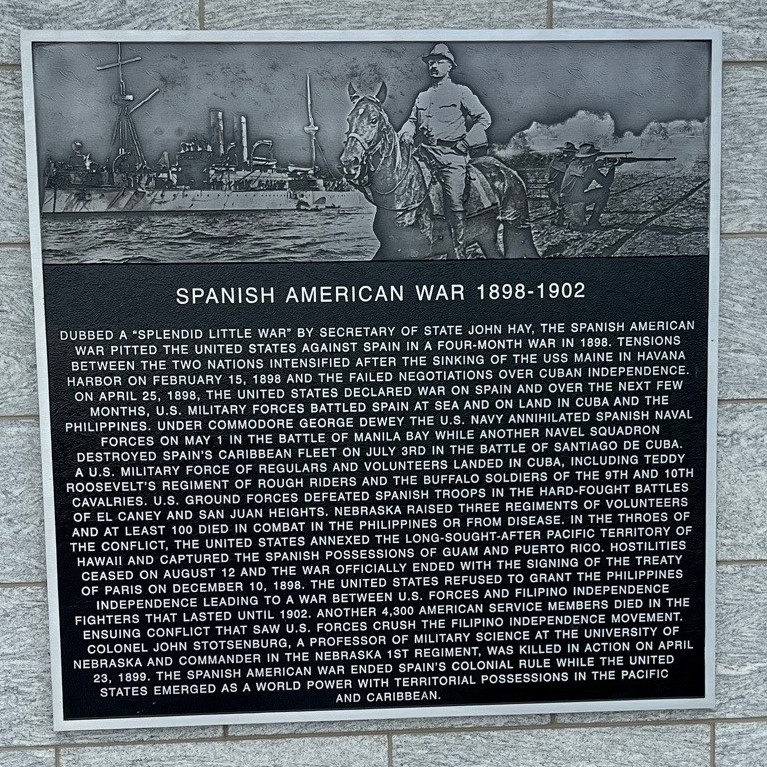 SPANISH AMERICAN WAR 1898-1902
DUBBED A "SPLENDID LITTLE WAR" BY SECRETARY OF STATE JOHN HAY, THE SPANISH AMERICAN
WAR PITTED THE UNITED STATES AGAINST SPAIN IN A FOUR-MONTH WAR IN 1898. TENSIONS
BETWEEN THE TWO NATIONS INTENSIFIED AFTER THE SINKING OF THE USS MAINE IN HAVANA
HARBOR ON FEBRUARY 15, 1898 AND THE FAILED NEGOTIATIONS OVER CUBAN INDEPENDENCE.
ON APRIL 25, 1898, THE UNITED STATES DECLARED WAR ON SPAIN AND OVER THE NEXT FEW
MONTHS, U.S. MILITARY FORCES BATTLED SPAIN AT SEA AND ON LAND IN CUBA AND THE
PHILIPPINES. UNDER COMMODORE GEORGE DEWEY THE U.S. NAVY ANNIHILATED SPANISH NAVAL
FORCES ON MAY 1 IN THE BATTLE OF MANILA BAY WHILE ANOTHER NAVEL SQUADRON
DESTROYED SPAIN'S CARIBBEAN FLEET ON JULY 3RD IN THE BATTLE OF SANTIAGO DE CUBA.
A U.S. MILITARY FORCE OF REGULARS AND VOLUNTEERS LANDED IN CUBA, INCLUDING TEDDY
ROOSEVELT'S REGIMENT OF ROUGH RIDERS AND THE BUFFALO SOLDIERS OF THE 9TH AND 10TH
CAVALRIES. U.S. GROUND FORCES DEFEATED SPANISH TROOPS IN THE HARD-FOUGHT BATTLES
OF EL CANEY AND SAN JUAN HEIGHTS. NEBRASKA RAISED THREE REGIMENTS OF VOLUNTEERS
AND AT LEAST 100 DIED IN COMBAT IN THE PHILIPPINES OR FROM DISEASE. IN THE THROES OF
THE CONFLICT, THE UNITED STATES ANNEXED THE LONG-SOUGHT-AFTER PACIFIC TERRITORY OF
HAWAII AND CAPTURED THE SPANISH POSSESSIONS OF GUAM AND PUERTO RICO. HOSTILITIES
CEASED ON AUGUST 12 AND THE WAR OFFICIALLY ENDED WITH THE SIGNING OF THE TREATY
OF PARIS ON DECEMBER 10, 1898. THE UNITED STATES REFUSED TO GRANT THE PHILIPPINES
INDEPENDENCE LEADING TO A WAR BETWEEN U.S. FORCES AND FILIPINO INDEPENDENCE
FIGHTERS THAT LASTED UNTIL 1902. ANOTHER 4,300 AMERICAN SERVICE MEMBERS DIED IN THE
ENSUING CONFLICT THAT SAW U.S. FORCES CRUSH THE FILIPINO INDEPENDENCE MOVEMENT.
COLONEL JOHN STOTSENBURG, A PROFESSOR OF MILITARY SCIENCE AT THE UNIVERSITY OF
NEBRASKA AND COMMANDER IN THE NEBRASKA 1ST REGIMENT, WAS KILLED IN ACTION ON APRIL
23, 1899. THE SPANISH AMERICAN WAR ENDED SPAIN'S COLONIAL RULE WHILE THE UNITED
STATES EMERGED AS A WORLD POWER WITH TERRITORIAL POSSESSIONS IN THE PACIFIC
AND CARIBBEAN.